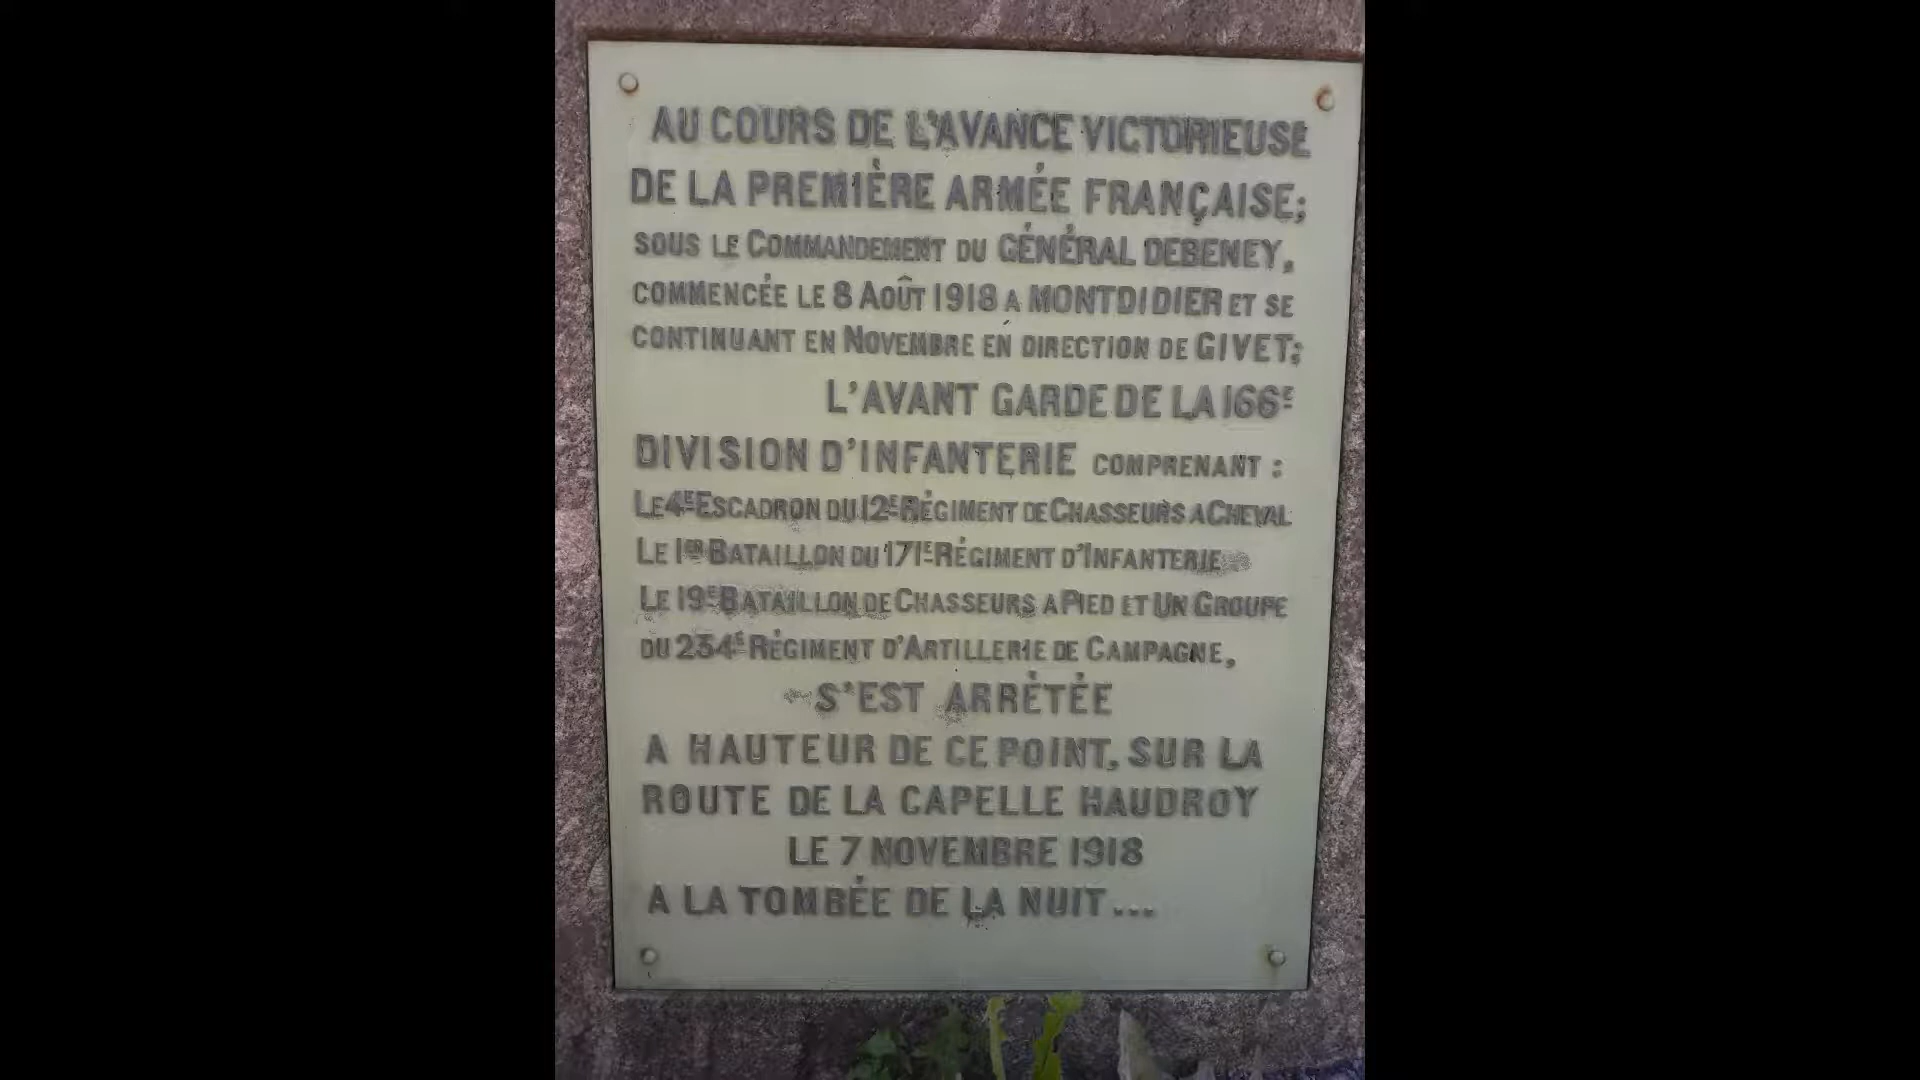 AU COURS DE L'AVANCE VICTORIEUSE
DE LA PREMIÈRE ARMÉE FRANÇAISE;
SOUS LE COMMANDEMENT DU GÉNÉRAL DEBENEY,
COMMENCÉE LE 8 AOÛT 1918 A MONTDIDIER ET SE
CONTINUANT EN NOVEMBRE EN DIRECTION DE GIVET;
L'AVANT GARDE DE LA 166E
DIVISION D'INFANTERIE COMPRENANT :
LE 4E ESCADRON DU 12E RÉGIMENT DE CHASSEURS A CHEVAL
LE 1ER BATAILLON DU 171E RÉGIMENT D'INFANTERIE
LE 19E BATAILLON DE CHASSEURS A PIED ET UN GROUPE
DU 234E RÉGIMENT D'ARTILLERIE DE CAMPAGNE,
S'EST ARRÊTÉE
A HAUTEUR DE CE POINT, SUR LA
ROUTE DE LA CAPELLE HAUDROY
LE 7 NOVEMBRE 1918
A LA TOMBÉE DE LA NUIT...